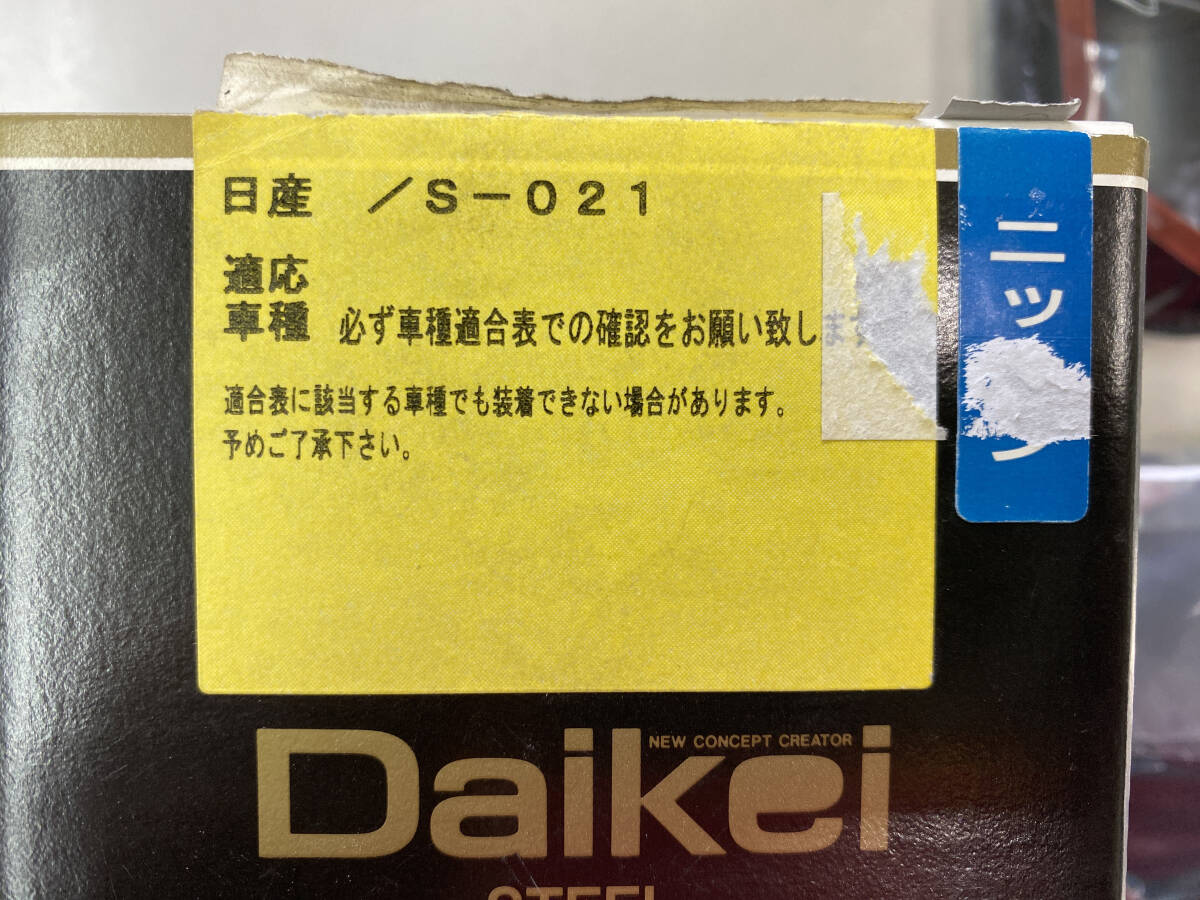 日産 /S-021
適応
車種 必ず車種適合表での確認をお願い致します
適合表に該当する車種でも装着できない場合があります。
予めご了承下さい。
ニッ
NEW CONCEPT CREATOR
Daikei
STEEL